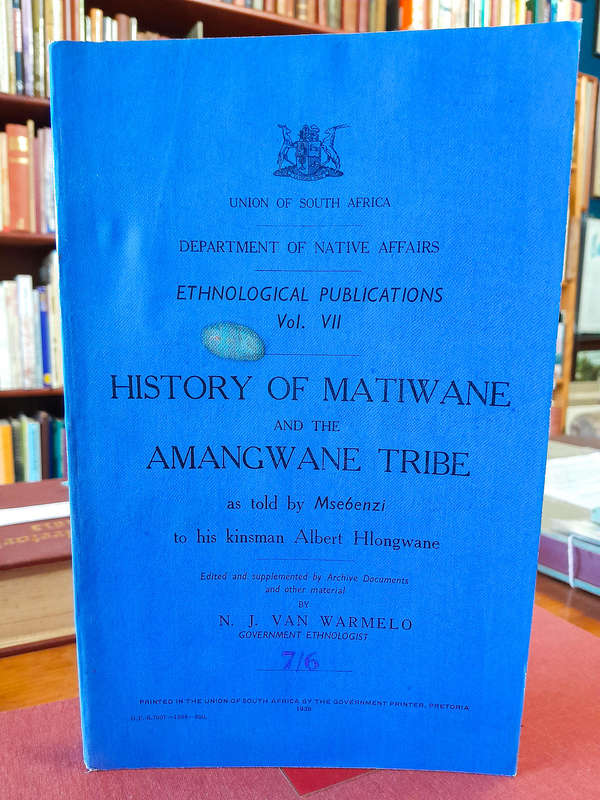 UNION OF SOUTH AFRICA
DEPARTMENT OF NATIVE AFFAIRS
ETHNOLOGICAL PUBLICATIONS
Vol. VII
HISTORY OF MATIWANE
AND THE
AMANGWANE TRIBE
as told by Mseɓenzi
to his kinsman Albert Hlongwane
Edited and supplemented by Archive Documents
and other material
BY
N. J. VAN WARMELO
GOVERNMENT ETHNOLOGIST
7/6
PRINTED IN THE UNION OF SOUTH AFRICA BY THE GOVERNMENT PRINTER, PRETORIA
1938